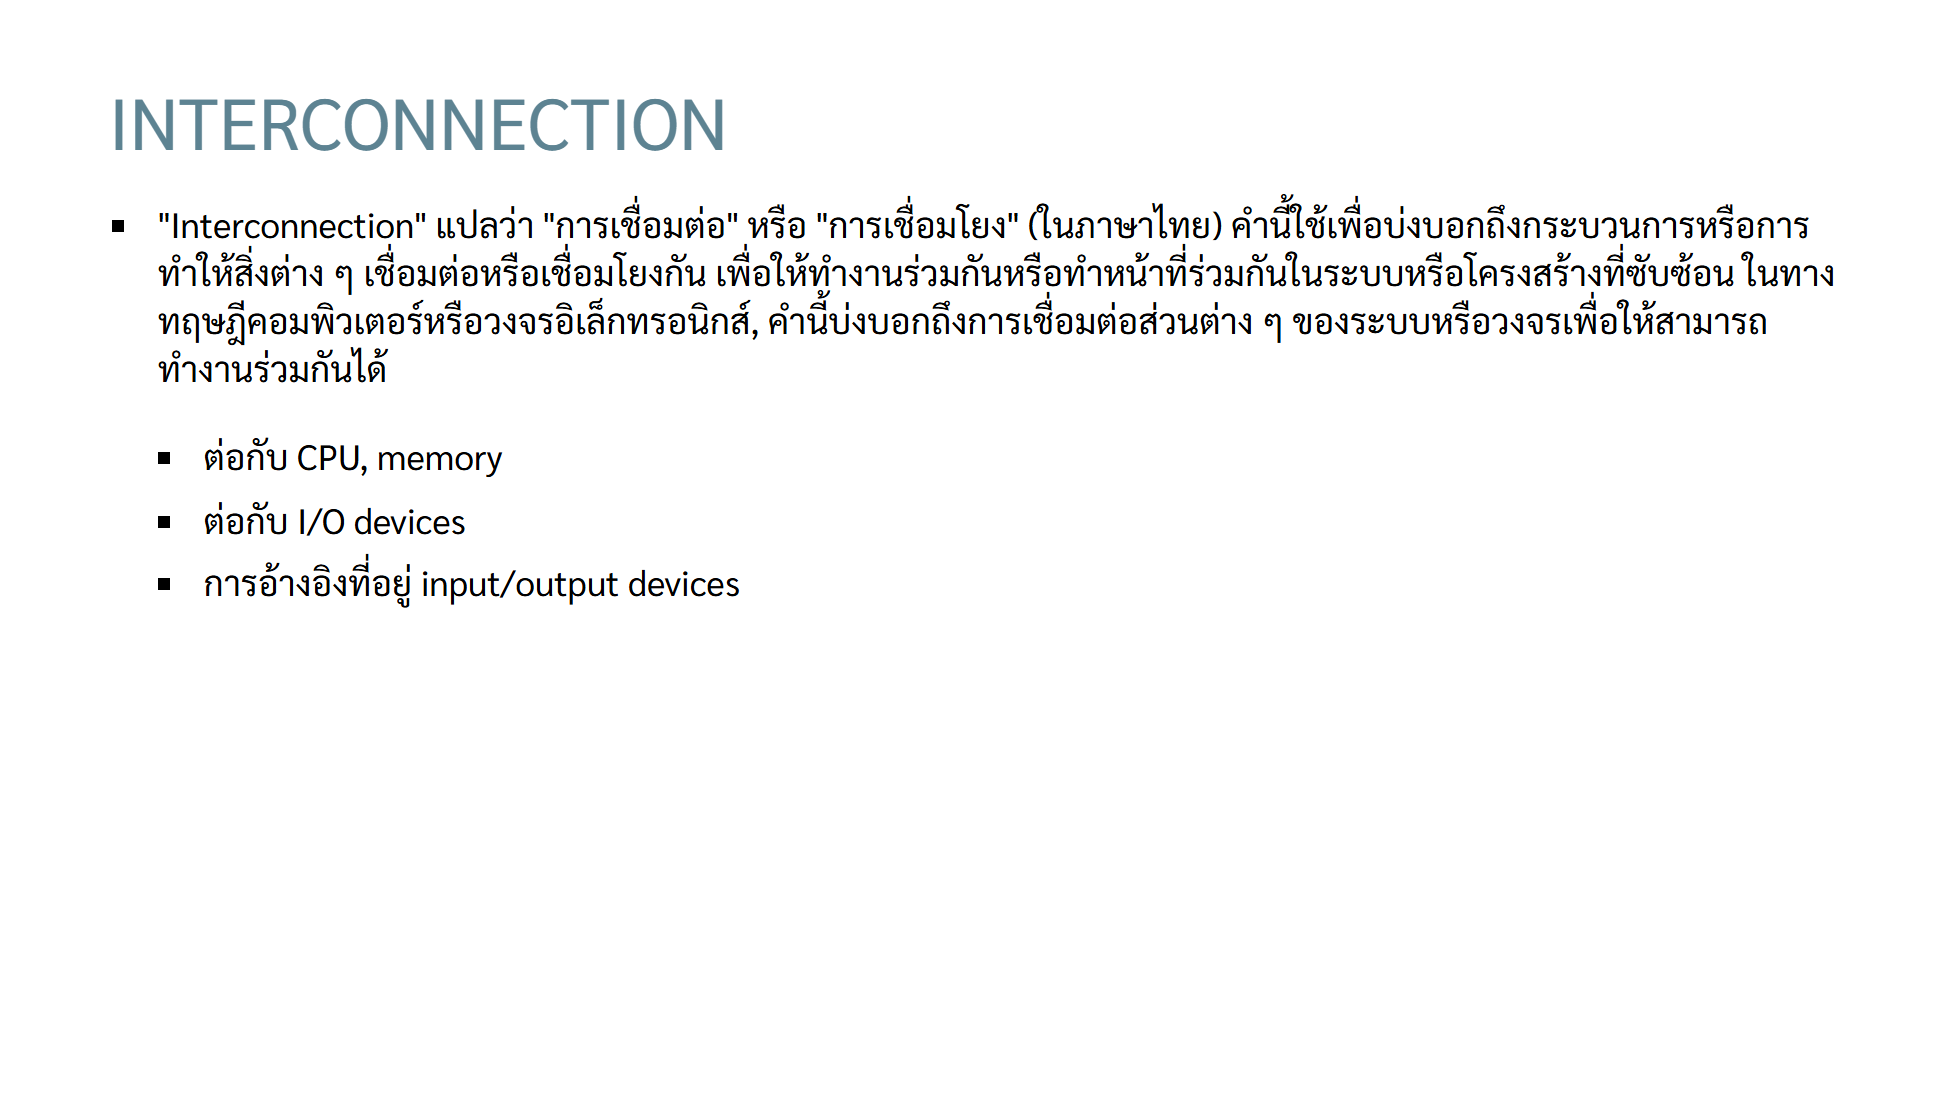 INTERCONNECTION
"Interconnection" แปลว่า "การเชื่อมต่อ" หรือ "การเชื่อมโยง" (ในภาษาไทย) คำนี้ใช้เพื่อบ่งบอกถึงกระบวนการหรือการ
ทำให้สิ่งต่าง ๆ เชื่อมต่อหรือเชื่อมโยงกัน เพื่อให้ทำงานร่วมกันหรือทำหน้าที่ร่วมกันในระบบหรือโครงสร้างที่ซับซ้อน ในทาง
ทฤษฎีคอมพิวเตอร์หรือวงจรอิเล็กทรอนิกส์, คำนี้บ่งบอกถึงการเชื่อมต่อส่วนต่าง ๆ ของระบบหรือวงจรเพื่อให้สามารถ
ทำงานร่วมกันได้
ต่อกับ CPU, memory
ต่อกับ I/O devices
การอ้างอิงที่อยู่ input/output devices